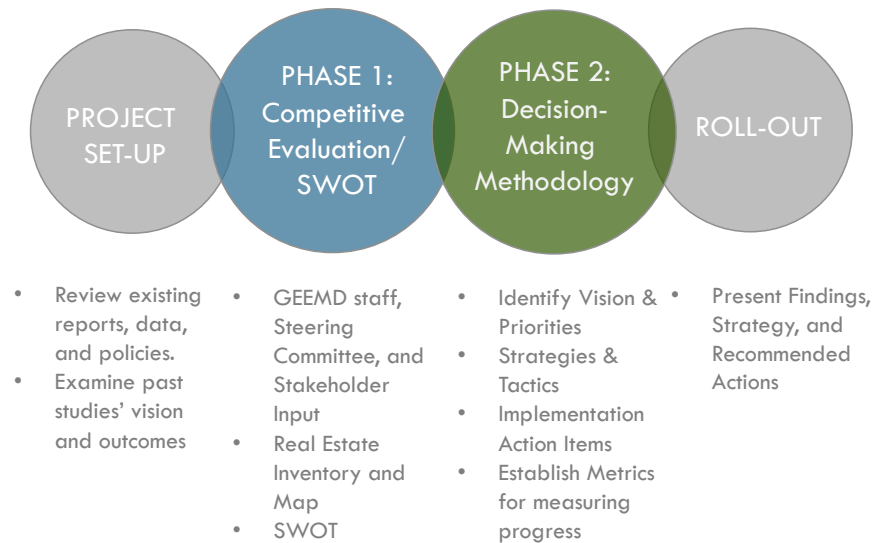 PROJECT
SET-UP
PHASE 1:
Competitive
Evaluation/
SWOT
PHASE 2:
Decision-
Making
Methodology
ROLL-OUT
• Review existing
reports, data,
and policies.
• Examine past
studies’ vision
and outcomes
• GEEMD staff,
Steering
Committee, and
Stakeholder
Input
• Real Estate
Inventory and
Map
• SWOT
• Identify Vision &
Priorities
• Strategies &
Tactics
• Implementation
Action Items
• Establish Metrics
for measuring
progress
• Present Findings,
Strategy, and
Recommended
Actions